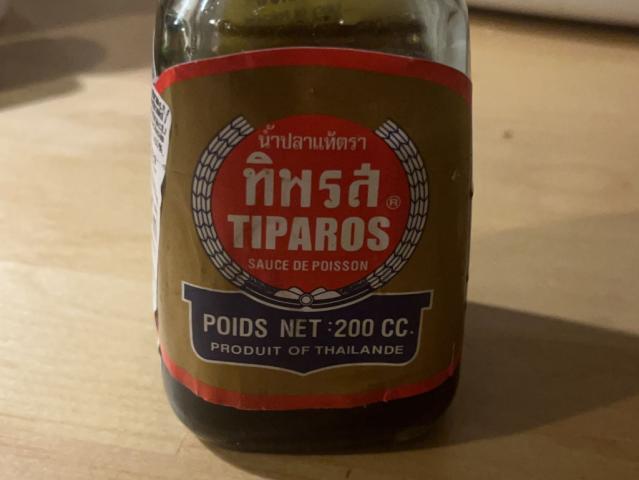 น้ำปลาแท้ตรา
ทิพรส ®
TIPAROS
SAUCE DE POISSON
POIDS NET : 200 CC.
PRODUIT OF THAILANDE